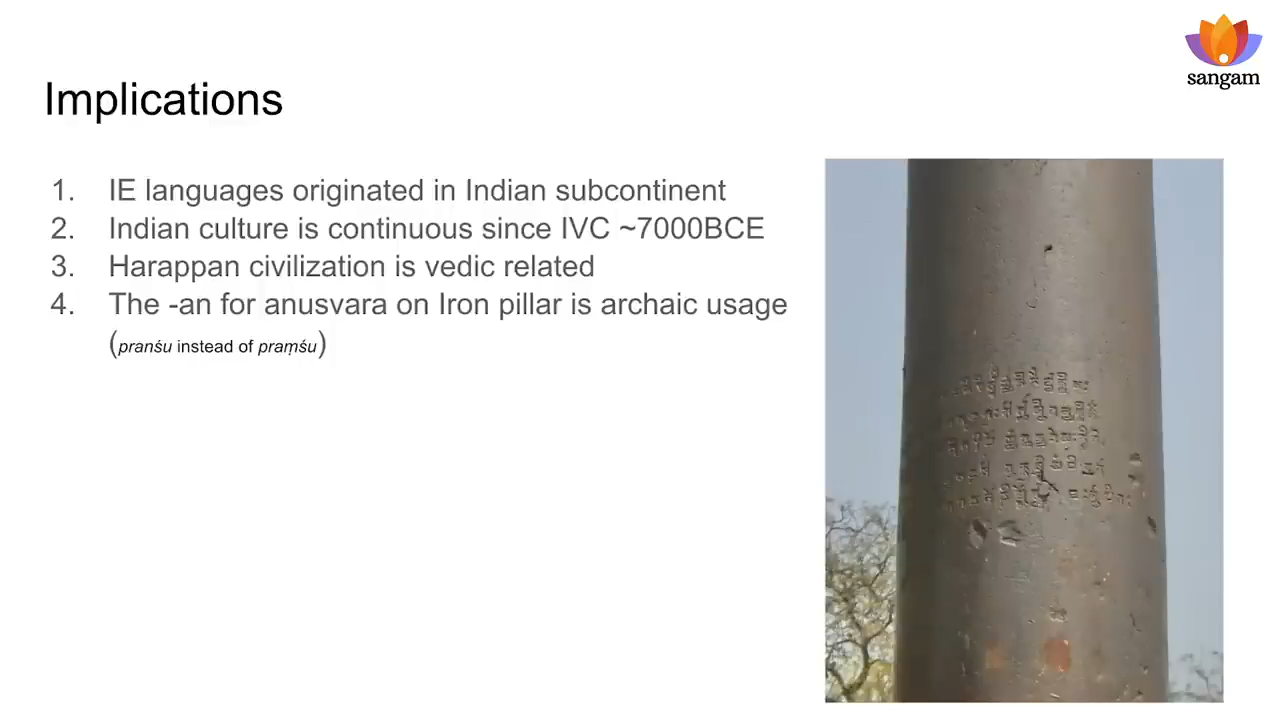 sangam
Implications
1. IE languages originated in Indian subcontinent
2. Indian culture is continuous since IVC ~7000BCE
3. Harappan civilization is vedic related
4. The -an for anusvara on Iron pillar is archaic usage
(pranśu instead of praṃśu)